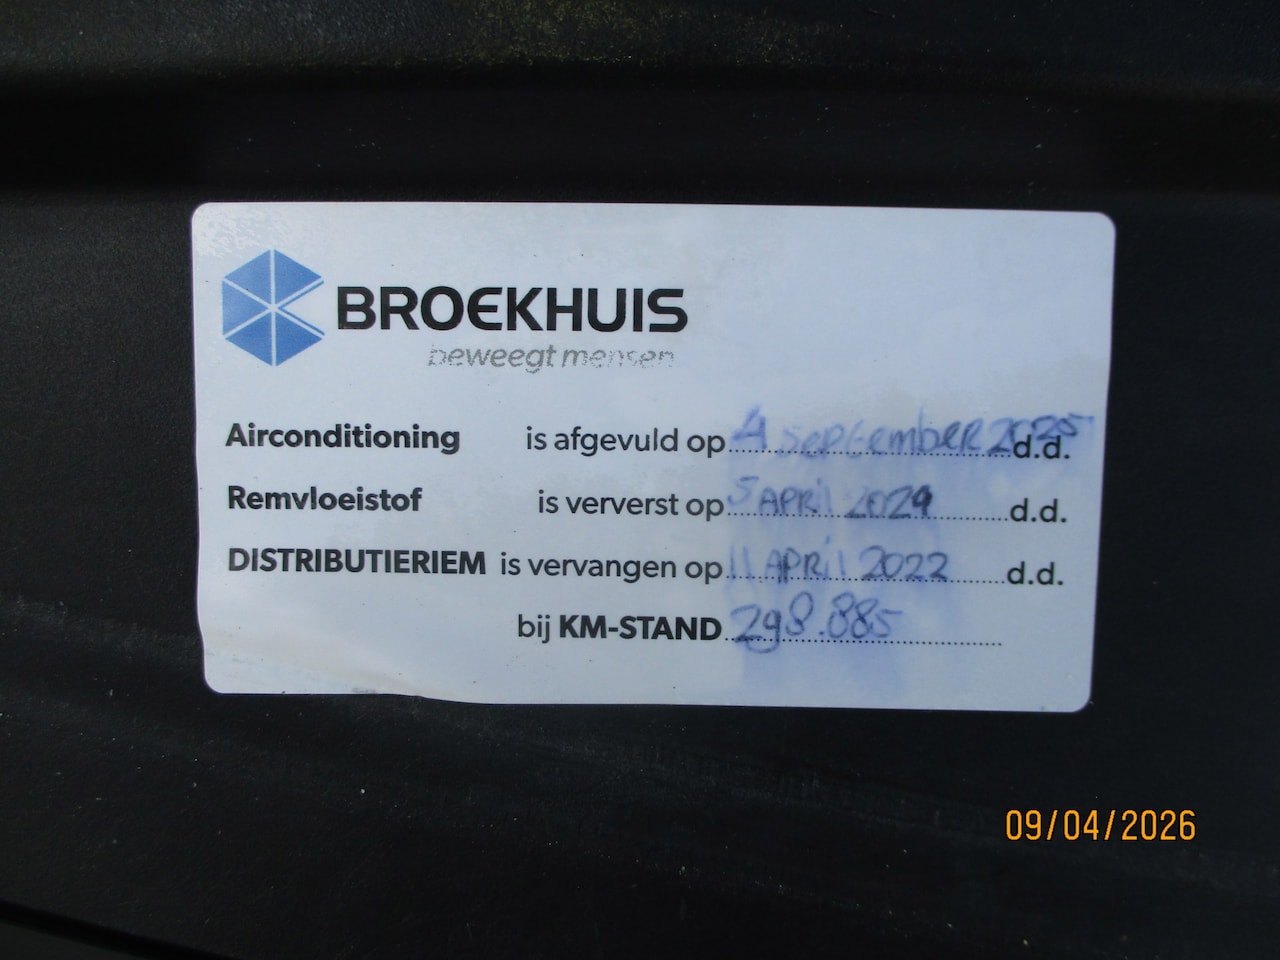 BROEKHUIS
beweegt mensen
Airconditioning is afgevuld op 4 SEPTEMBER 2025 d.d.
Remvloeistof is ververst op 5 APRIL 2024 d.d.
DISTRIBUTIERIEM is vervangen op 11 APRIL 2022 d.d.
bij KM-STAND 298.885
09/04/2026